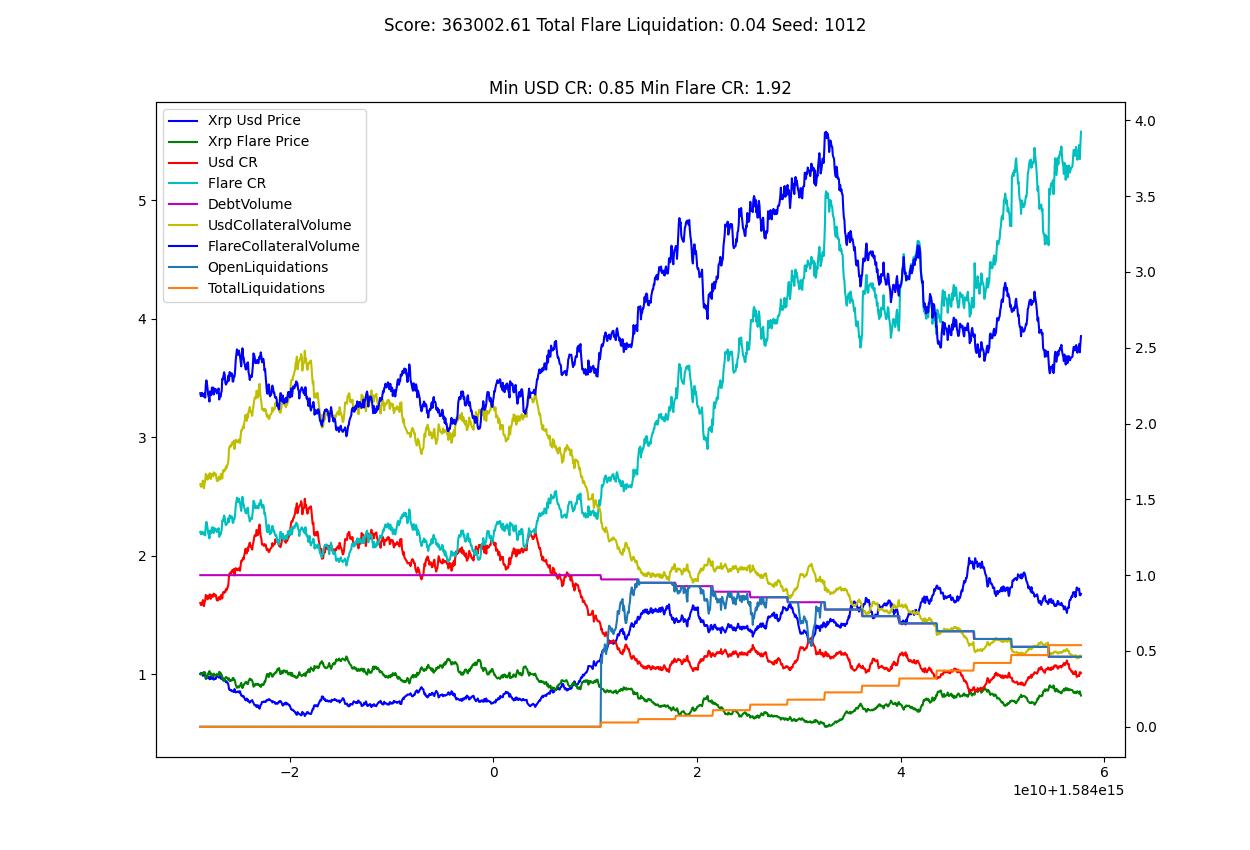 Score: 363002.61 Total Flare Liquidation: 0.04 Seed: 1012
Min USD CR: 0.85 Min Flare CR: 1.92
Xrp Usd Price
Xrp Flare Price
Usd CR
Flare CR
DebtVolume
UsdCollateralVolume
FlareCollateralVolume
OpenLiquidations
TotalLiquidations
5
4
3
2
1
4.0
3.5
3.0
2.5
2.0
1.5
1.0
0.5
0.0
−2 0 2 4 6
1e10+1.584e15